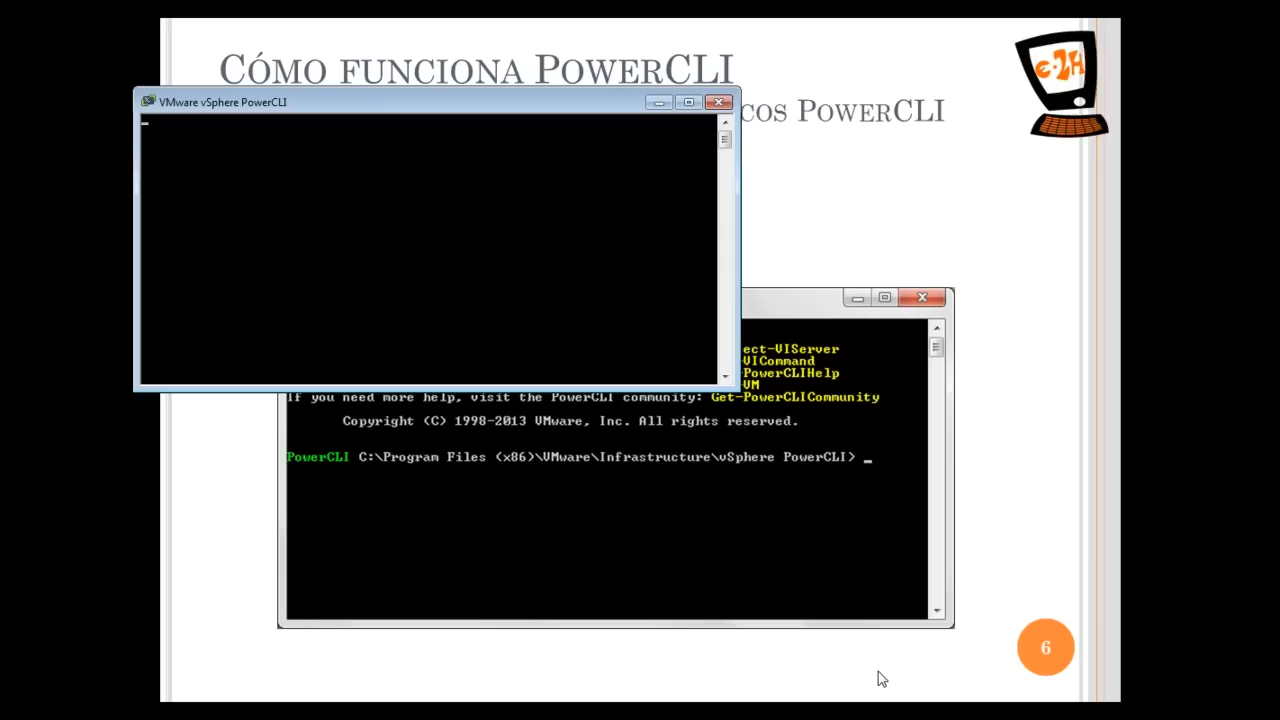 CÓMO FUNCIONA POWERCLI
COS POWERCLI
e-2H
VMware vSphere PowerCLI
ect-VIServer
-VICommand
-PowerCLIHelp
-VM
If you need more help, visit the PowerCLI community: Get-PowerCLICommunity
Copyright (C) 1998-2013 VMware, Inc. All rights reserved.
PowerCLI C:\Program Files (x86)\VMware\Infrastructure\vSphere PowerCLI> _
6